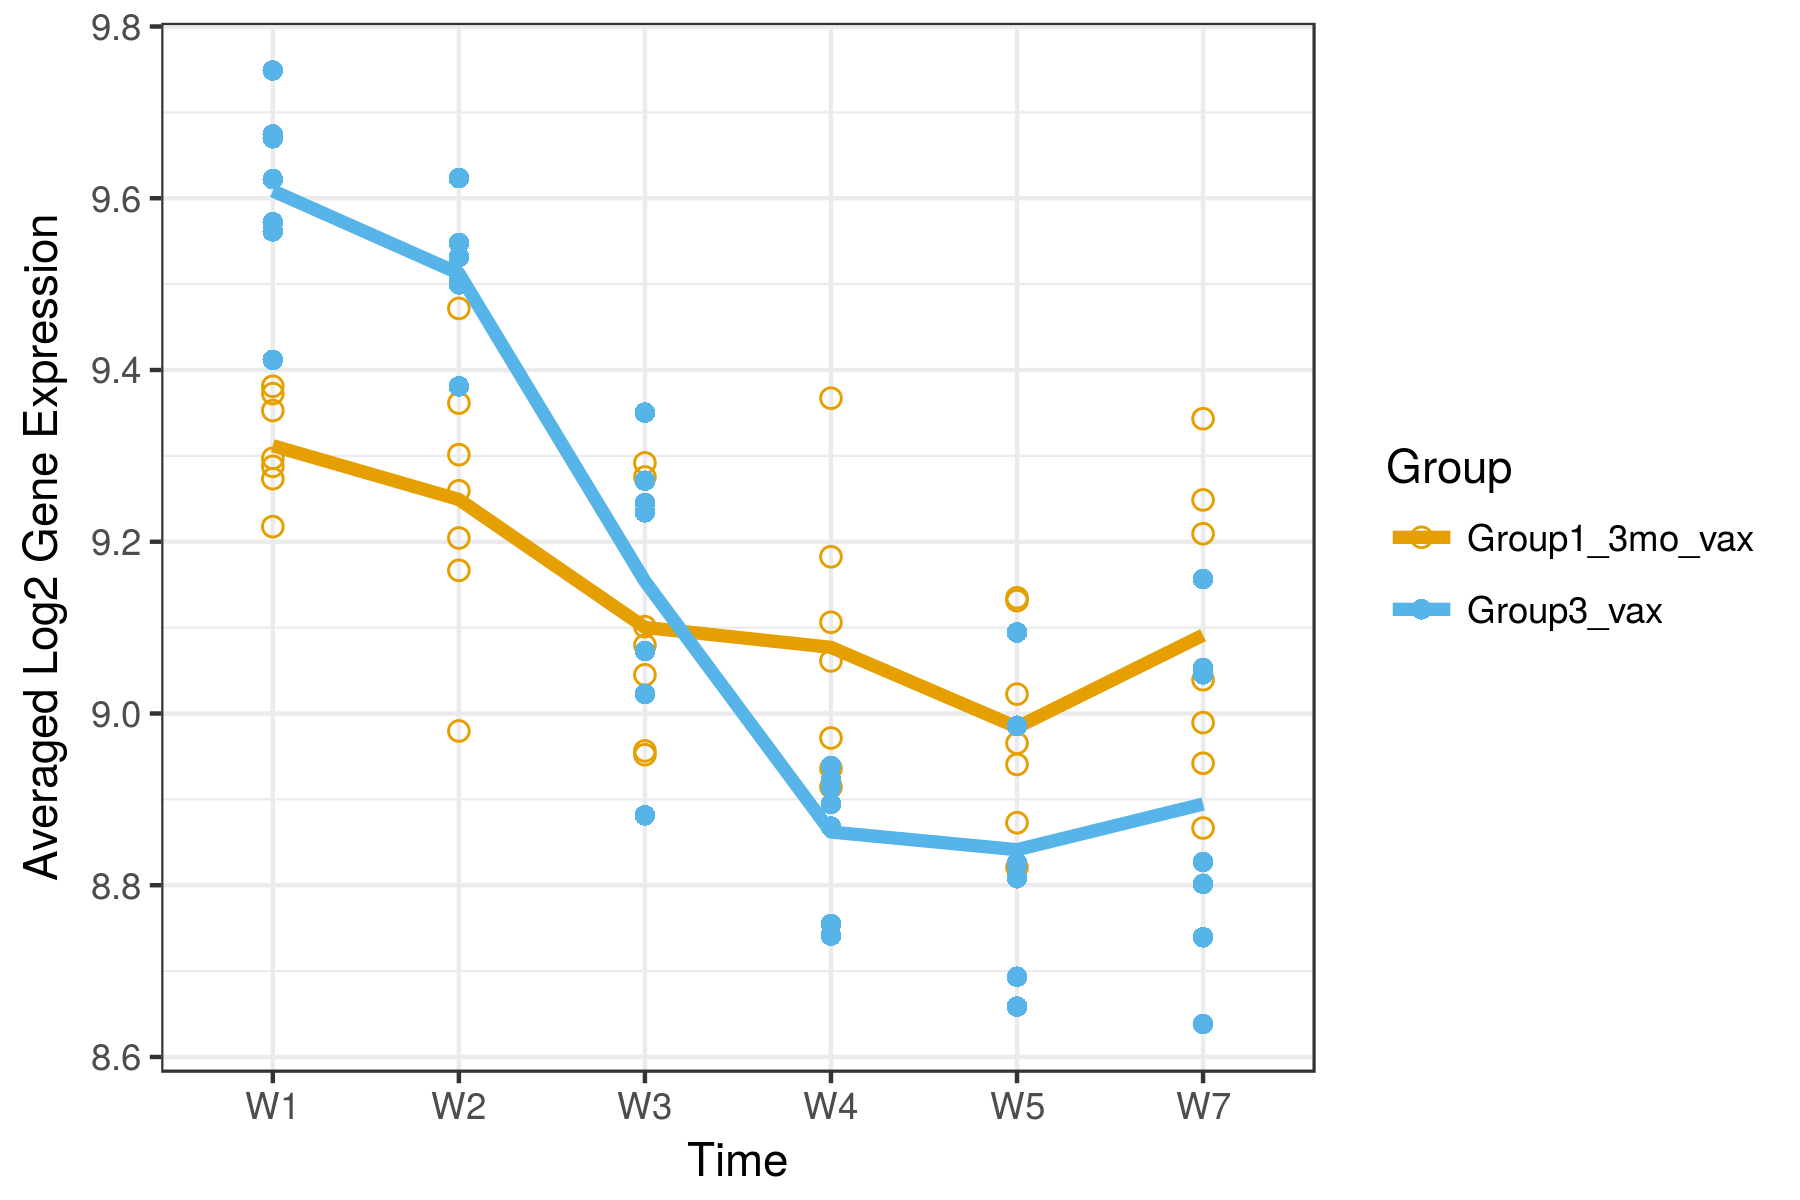 Averaged Log2 Gene Expression
9.8
9.6
9.4
9.2
9.0
8.8
8.6
W1 W2 W3 W4 W5 W7
Time
Group
Group1_3mo_vax
Group3_vax